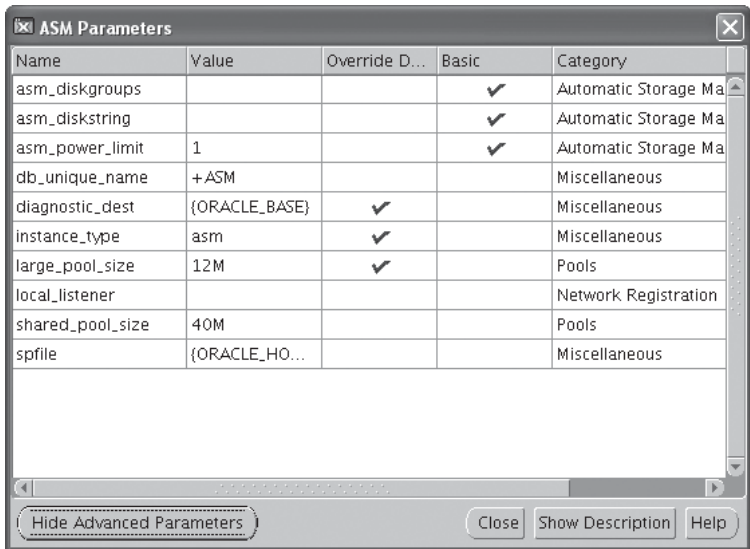 ASM Parameters
Name Value Override D... Basic Category
asm_diskgroups Automatic Storage Ma
asm_diskstring Automatic Storage Ma
asm_power_limit 1 Automatic Storage Ma
db_unique_name +ASM Miscellaneous
diagnostic_dest {ORACLE_BASE} Miscellaneous
instance_type asm Miscellaneous
large_pool_size 12M Pools
local_listener Network Registration
shared_pool_size 40M Pools
spfile {ORACLE_HO... Miscellaneous
Hide Advanced Parameters Close Show Description Help